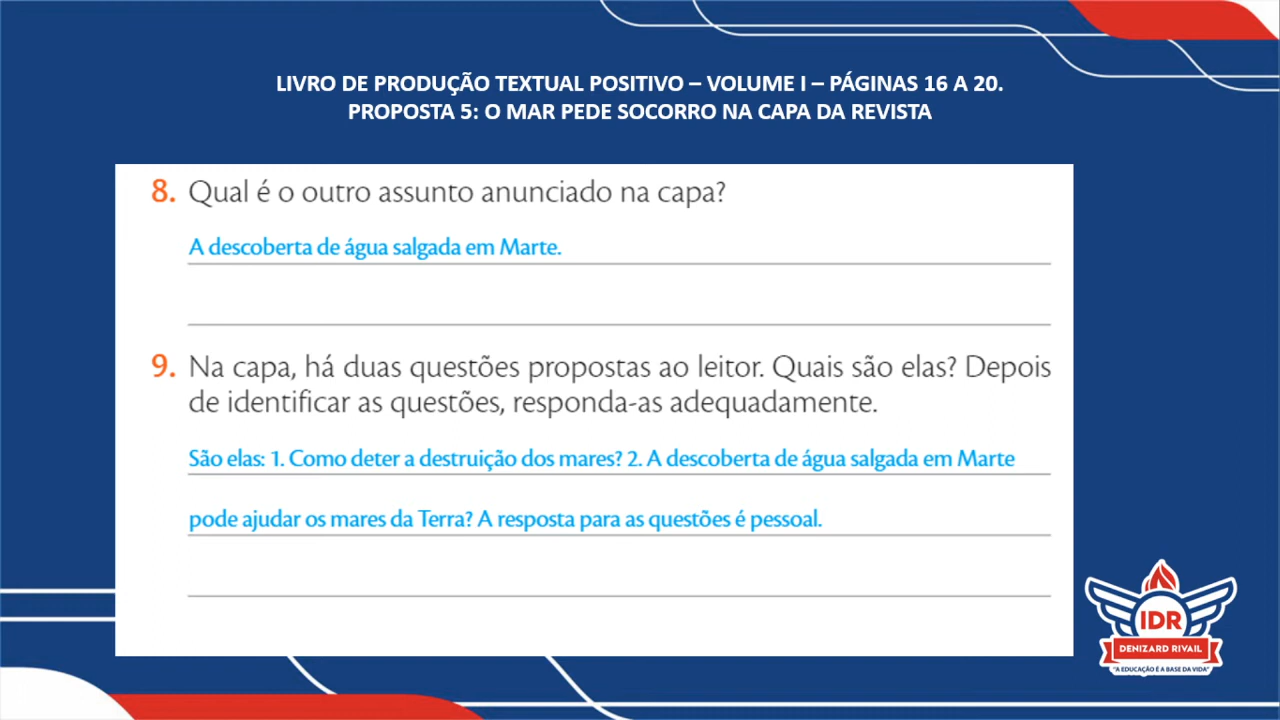 LIVRO DE PRODUÇÃO TEXTUAL POSITIVO – VOLUME I – PÁGINAS 16 A 20.
PROPOSTA 5: O MAR PEDE SOCORRO NA CAPA DA REVISTA
8. Qual é o outro assunto anunciado na capa?
A descoberta de água salgada em Marte.
9. Na capa, há duas questões propostas ao leitor. Quais são elas? Depois
de identificar as questões, responda-as adequadamente.
São elas: 1. Como deter a destruição dos mares? 2. A descoberta de água salgada em Marte
pode ajudar os mares da Terra? A resposta para as questões é pessoal.
IDR
DENIZARD RIVAIL
"A EDUCAÇÃO É A BASE DA VIDA"